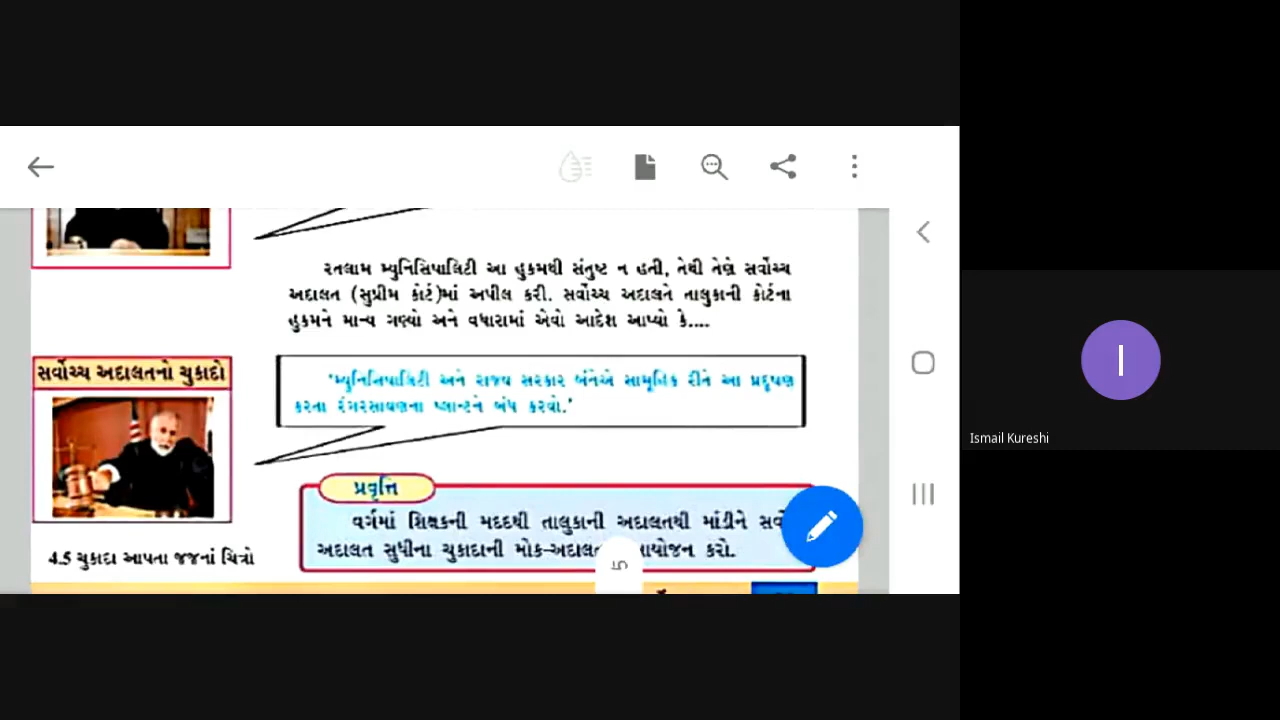 રતલામ મ્યુનિસિપાલિટી આ હુકમથી સંતુષ્ટ ન હતી, તેથી તેણે સર્વોચ્ચ
અદાલત (સુપ્રીમ કોર્ટ)માં અપીલ કરી. સર્વોચ્ચ અદાલતે તાલુકાની કોર્ટના
હુકમને માન્ય ગણ્યો અને વધારામાં એવો આદેશ આપ્યો કે....
સર્વોચ્ચ અદાલતનો ચુકાદો
'મ્યુનિસિપાલિટી અને રાજ્ય સરકાર બંનેએ સામૂહિક રીતે આ પ્રદૂષણ
કરતા રંગરસાયણના પ્લાન્ટને બંધ કરવો.'
પ્રવૃત્તિ
વર્ગમાં શિક્ષકની મદદથી તાલુકાની અદાલતથી માંડીને
અદાલત સુધીના ચુકાદાની મોક-અદાલત કરો.
4.5 ચુકાદા આપતા જજનાં ચિત્રો
5
I
Ismail Kureshi